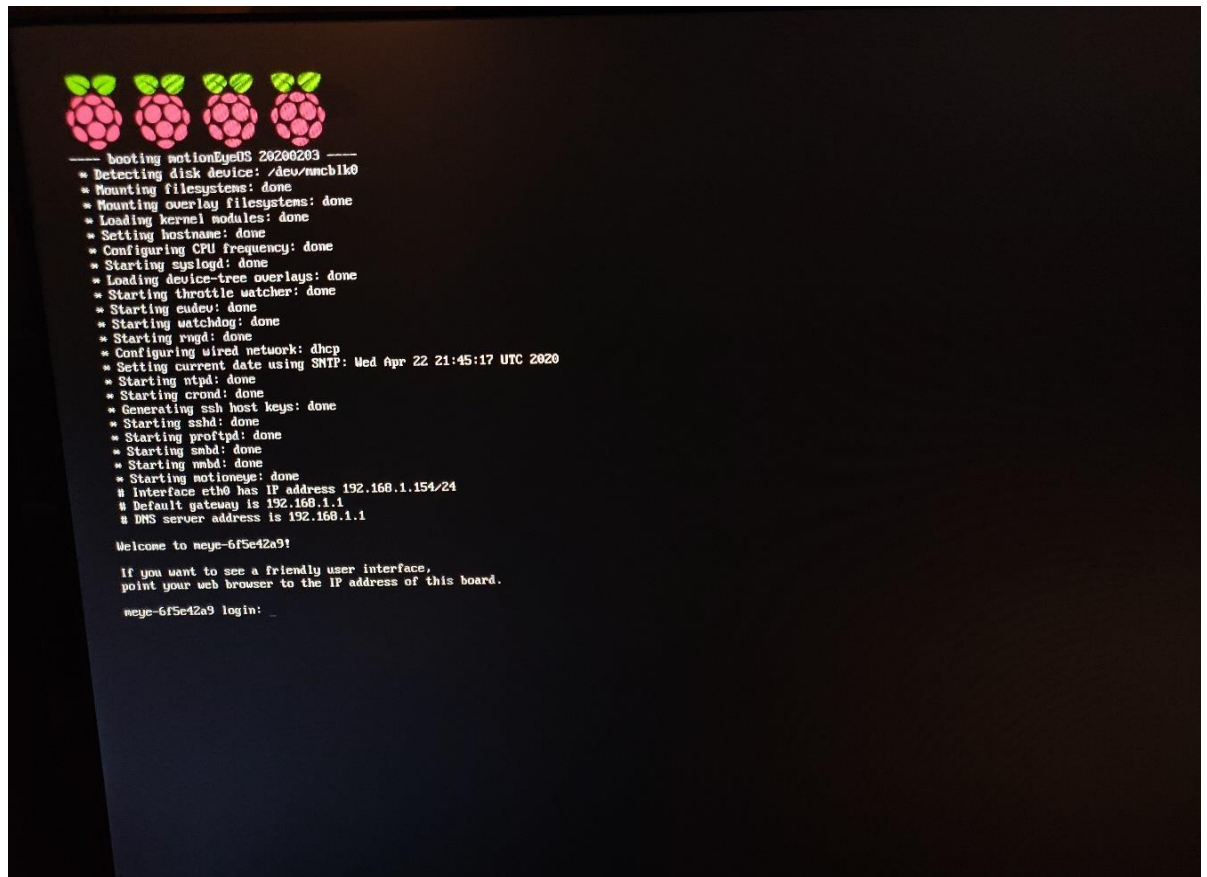 ---- booting motionEyeOS 20200203 ----
* Detecting disk device: /dev/mmcblk0
* Mounting filesystems: done
* Mounting overlay filesystems: done
* Loading kernel modules: done
* Setting hostname: done
* Configuring CPU frequency: done
* Starting syslogd: done
* Loading device-tree overlays: done
* Starting throttle watcher: done
* Starting eudev: done
* Starting watchdog: done
* Starting rngd: done
* Configuring wired network: dhcp
* Setting current date using SNTP: Wed Apr 22 21:45:17 UTC 2020
* Starting ntpd: done
* Starting crond: done
* Generating ssh host keys: done
* Starting sshd: done
* Starting proftpd: done
* Starting smbd: done
* Starting nmbd: done
* Starting motioneye: done
# Interface eth0 has IP address 192.168.1.154/24
# Default gateway is 192.168.1.1
# DNS server address is 192.168.1.1
Welcome to meye-6f5e42a9!
If you want to see a friendly user interface,
point your web browser to the IP address of this board.
meye-6f5e42a9 login: _